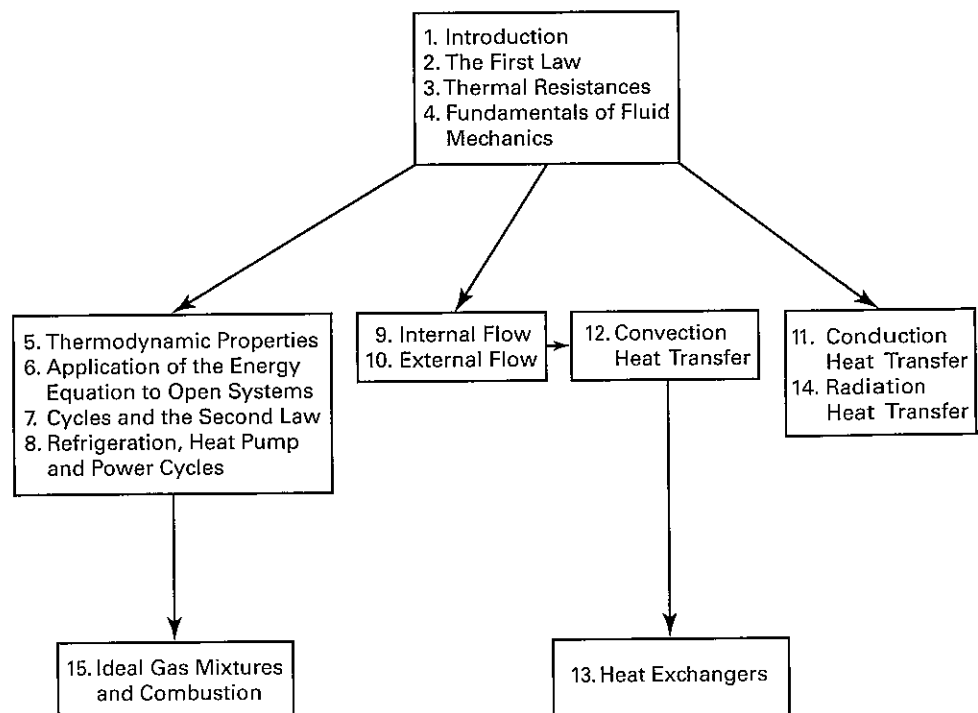 1. Introduction
2. The First Law
3. Thermal Resistances
4. Fundamentals of Fluid
Mechanics
5. Thermodynamic Properties
6. Application of the Energy
Equation to Open Systems
7. Cycles and the Second Law
8. Refrigeration, Heat Pump
and Power Cycles
9. Internal Flow
10. External Flow
12. Convection
Heat Transfer
11. Conduction
Heat Transfer
14. Radiation
Heat Transfer
15. Ideal Gas Mixtures
and Combustion
13. Heat Exchangers